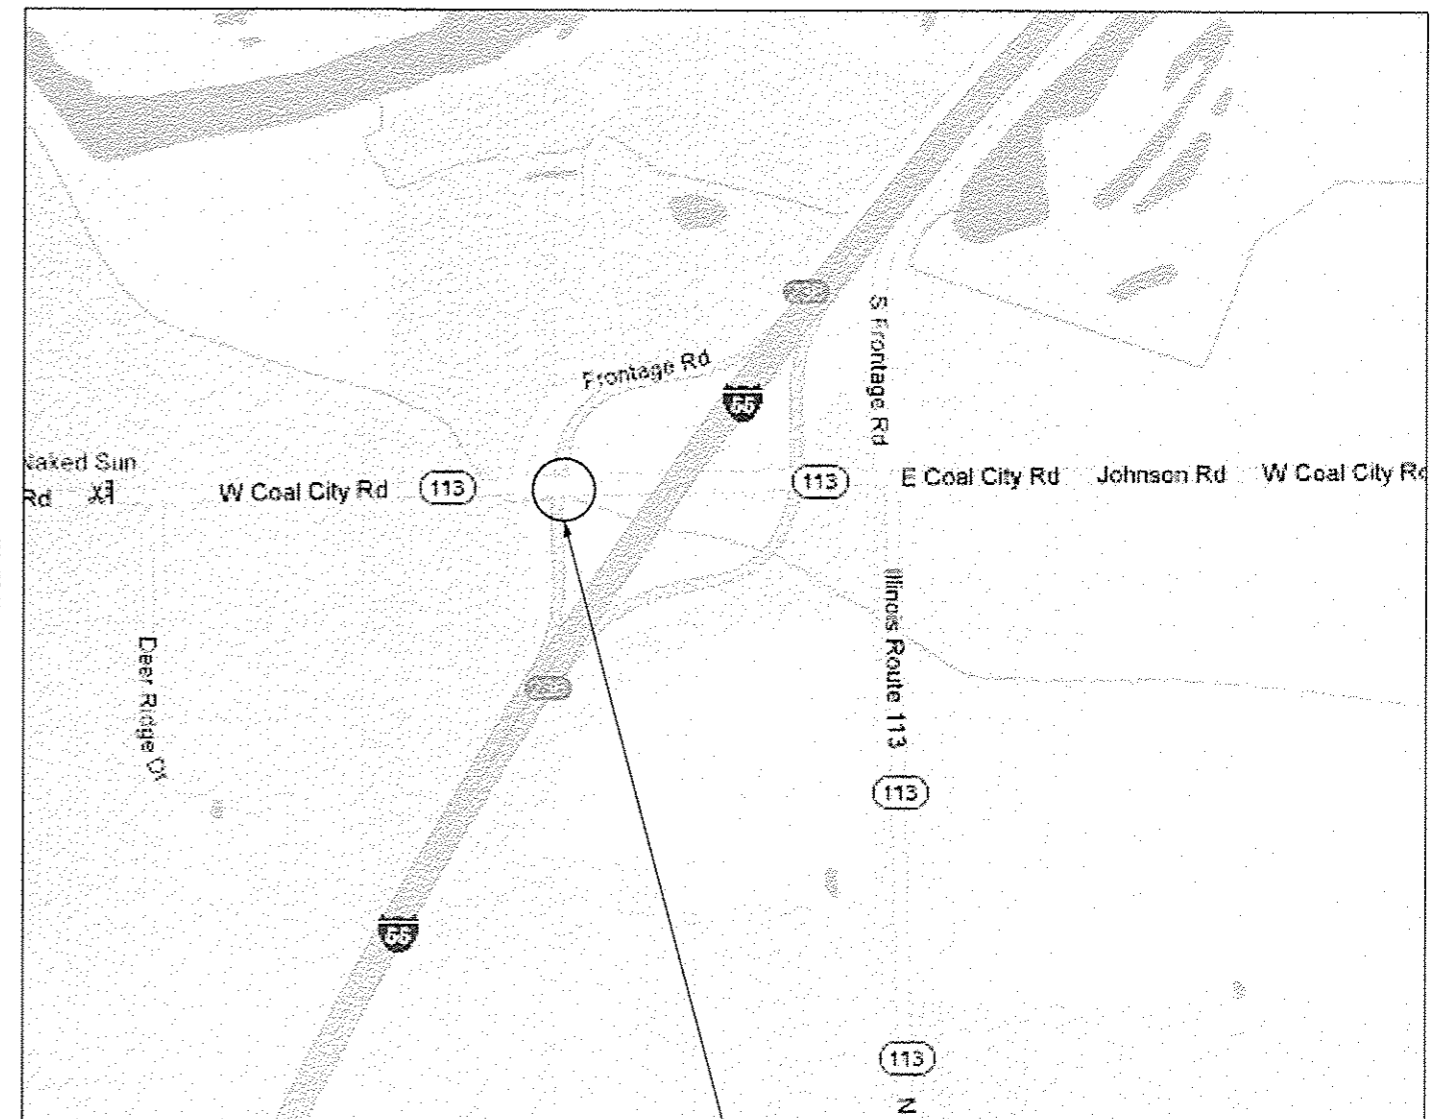 Frontage Rd
55
S Frontage Rd
Naked Sun
Rd
W Coal City Rd
113
113
E Coal City Rd
Johnson Rd
W Coal City Rd
Illinois Route 113
Deer Ridge Dr
113
55
113
N